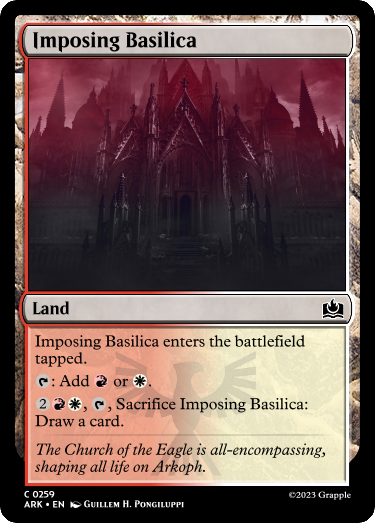 Imposing Basilica
Land
Imposing Basilica enters the battlefield
tapped.
: Add or .
2 , , Sacrifice Imposing Basilica:
Draw a card.
The Church of the Eagle is all-encompassing,
shaping all life on Arkoph.
C 0259
ARK • EN Guillem H. Pongiluppi
©2023 Grapple